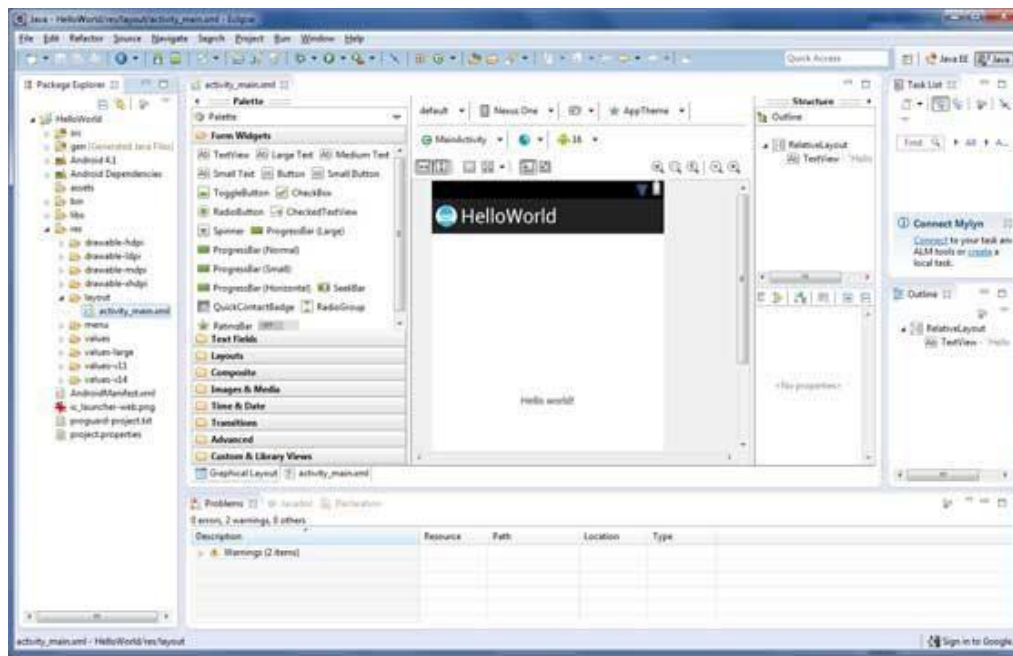 Java - HelloWorld/res/layout/activity_main.xml - Eclipse
File Edit Refactor Source Navigate Search Project Run Window Help
Quick Access
Java EE
Java
Package Explorer
HelloWorld
src
gen [Generated Java Files]
Android 4.1
Android Dependencies
assets
bin
libs
res
drawable-hdpi
drawable-ldpi
drawable-mdpi
drawable-xhdpi
layout
activity_main.xml
menu
values
values-large
values-v11
values-v14
AndroidManifest.xml
ic_launcher-web.png
proguard-project.txt
project.properties
activity_main.xml
Palette
Palette
Form Widgets
TextView Large Text Medium Text
Small Text Button Small Button
ToggleButton CheckBox
RadioButton CheckedTextView
Spinner ProgressBar (Large)
ProgressBar (Normal)
ProgressBar (Small)
ProgressBar (Horizontal) SeekBar
QuickContactBadge RadioGroup
RatingBar
Text Fields
Layouts
Composite
Images & Media
Time & Date
Transitions
Advanced
Custom & Library Views
Graphical Layout activity_main.xml
default Nexus One AppTheme
MainActivity 16
HelloWorld
Hello world!
Structure
Outline
RelativeLayout
TextView - "Hello
<No properties>
Task List
Find All A...
Connect Mylyn
Connect to your task and
ALM tools or create a
local task.
Outline
RelativeLayout
TextView - "Hello
Problems Javadoc Declaration
0 errors, 2 warnings, 0 others
Description Resource Path Location Type
Warnings (2 items)
activity_main.xml - HelloWorld/res/layout
Sign in to Google